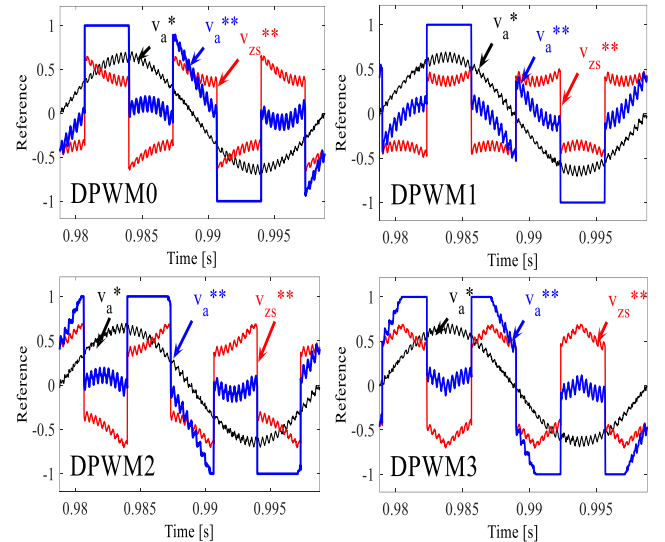 v_a* v_a** v_zs**
Reference
1
0.5
0
-0.5
-1
DPWM0
0.98 0.985 0.99 0.995
Time [s]
v_a* v_a** v_zs**
Reference
1
0.5
0
-0.5
-1
DPWM1
0.98 0.985 0.99 0.995
Time [s]
v_a* v_a** v_zs**
Reference
1
0.5
0
-0.5
-1
DPWM2
0.98 0.985 0.99 0.995
Time [s]
v_a* v_a** v_zs**
Reference
1
0.5
0
-0.5
-1
DPWM3
0.98 0.985 0.99 0.995
Time [s]